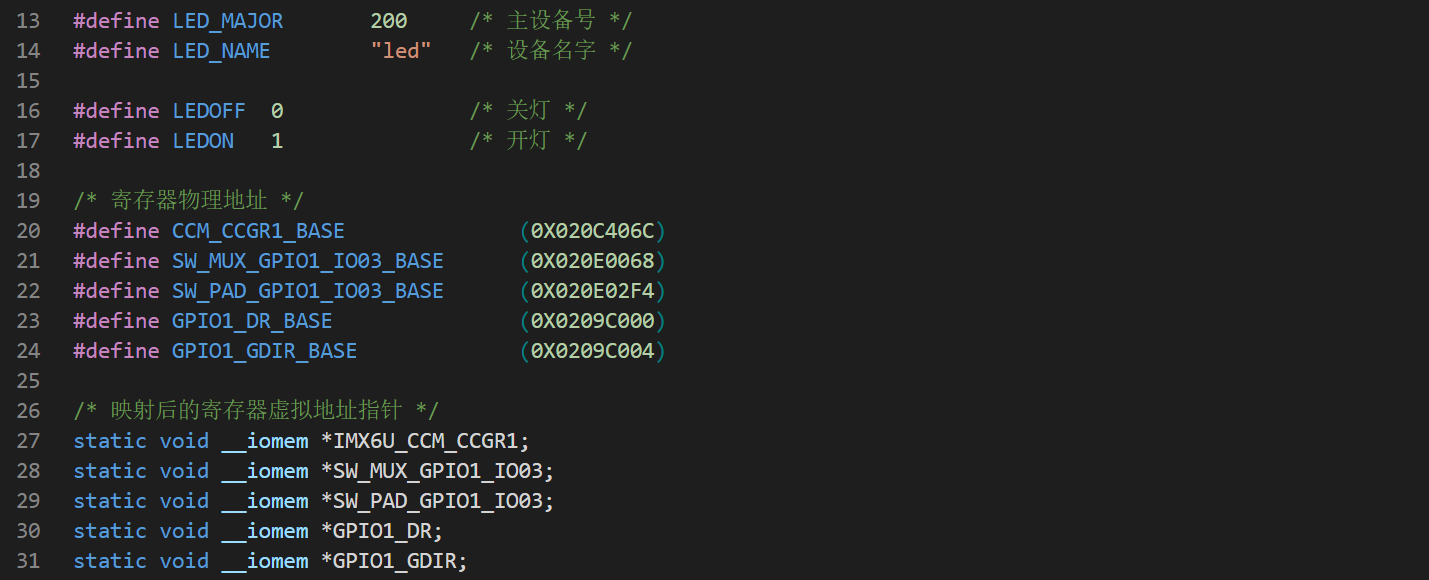 13 #define LED_MAJOR 200 /* 主设备号 */
14 #define LED_NAME "led" /* 设备名字 */
15
16 #define LEDOFF 0 /* 关灯 */
17 #define LEDON 1 /* 开灯 */
18
19 /* 寄存器物理地址 */
20 #define CCM_CCGR1_BASE (0X020C406C)
21 #define SW_MUX_GPIO1_IO03_BASE (0X020E0068)
22 #define SW_PAD_GPIO1_IO03_BASE (0X020E02F4)
23 #define GPIO1_DR_BASE (0X0209C000)
24 #define GPIO1_GDIR_BASE (0X0209C004)
25
26 /* 映射后的寄存器虚拟地址指针 */
27 static void __iomem *IMX6U_CCM_CCGR1;
28 static void __iomem *SW_MUX_GPIO1_IO03;
29 static void __iomem *SW_PAD_GPIO1_IO03;
30 static void __iomem *GPIO1_DR;
31 static void __iomem *GPIO1_GDIR;